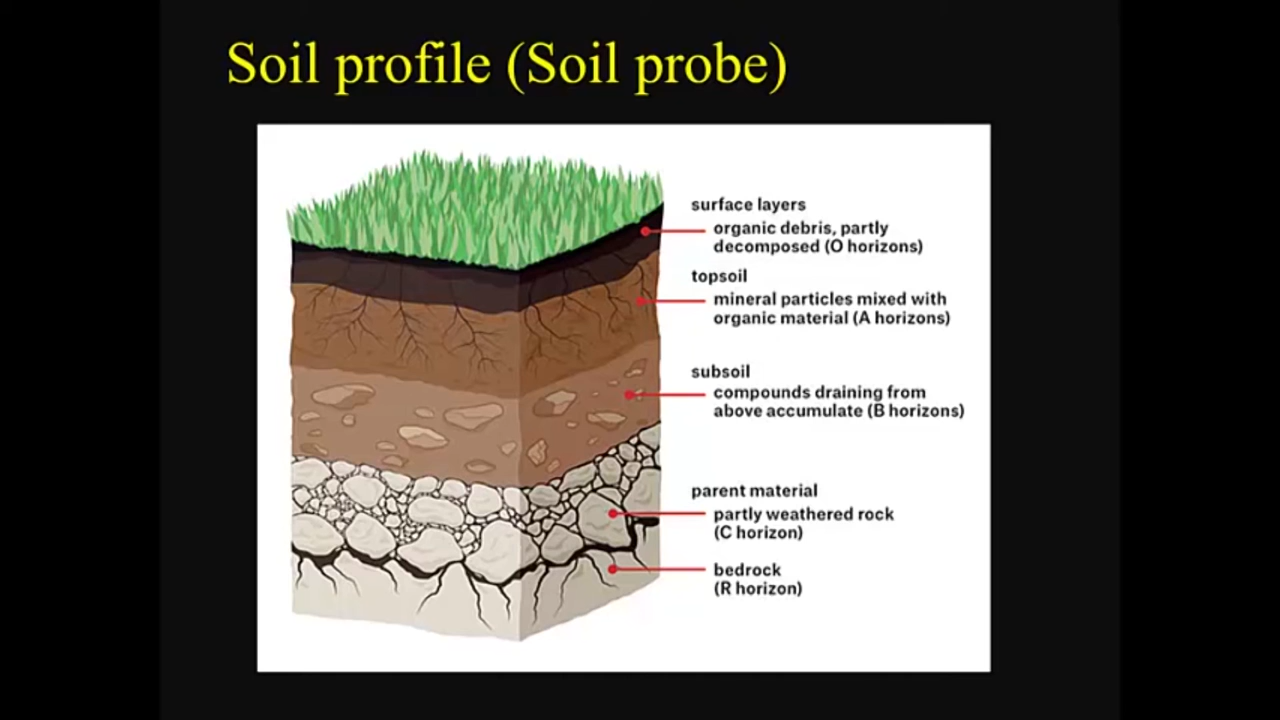 Soil profile (Soil probe)
surface layers
organic debris, partly
decomposed (O horizons)
topsoil
mineral particles mixed with
organic material (A horizons)
subsoil
compounds draining from
above accumulate (B horizons)
parent material
partly weathered rock
(C horizon)
bedrock
(R horizon)